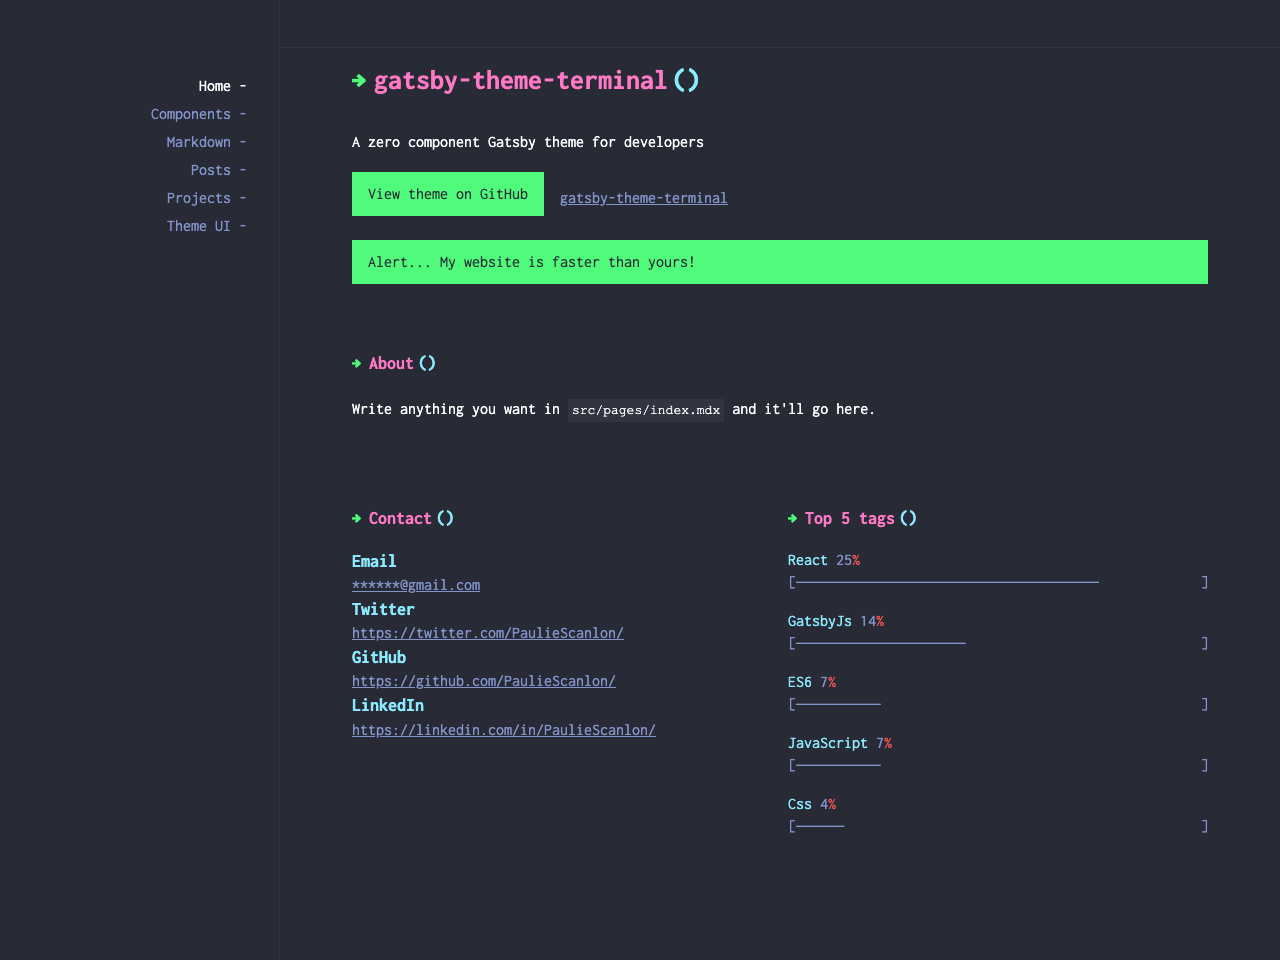 Home -
Components -
Markdown -
Posts -
Projects -
Theme UI -
➜ gatsby-theme-terminal()
A zero component Gatsby theme for developers
View theme on GitHub gatsby-theme-terminal
Alert... My website is faster than yours!
➜ About()
Write anything you want in src/pages/index.mdx and it'll go here.
➜ Contact()
Email
******@gmail.com
Twitter
https://twitter.com/PaulieScanlon/
GitHub
https://github.com/PaulieScanlon/
LinkedIn
https://linkedin.com/in/PaulieScanlon/
➜ Top 5 tags()
React 25%
[ ]
GatsbyJs 14%
[ ]
ES6 7%
[ ]
JavaScript 7%
[ ]
Css 4%
[ ]